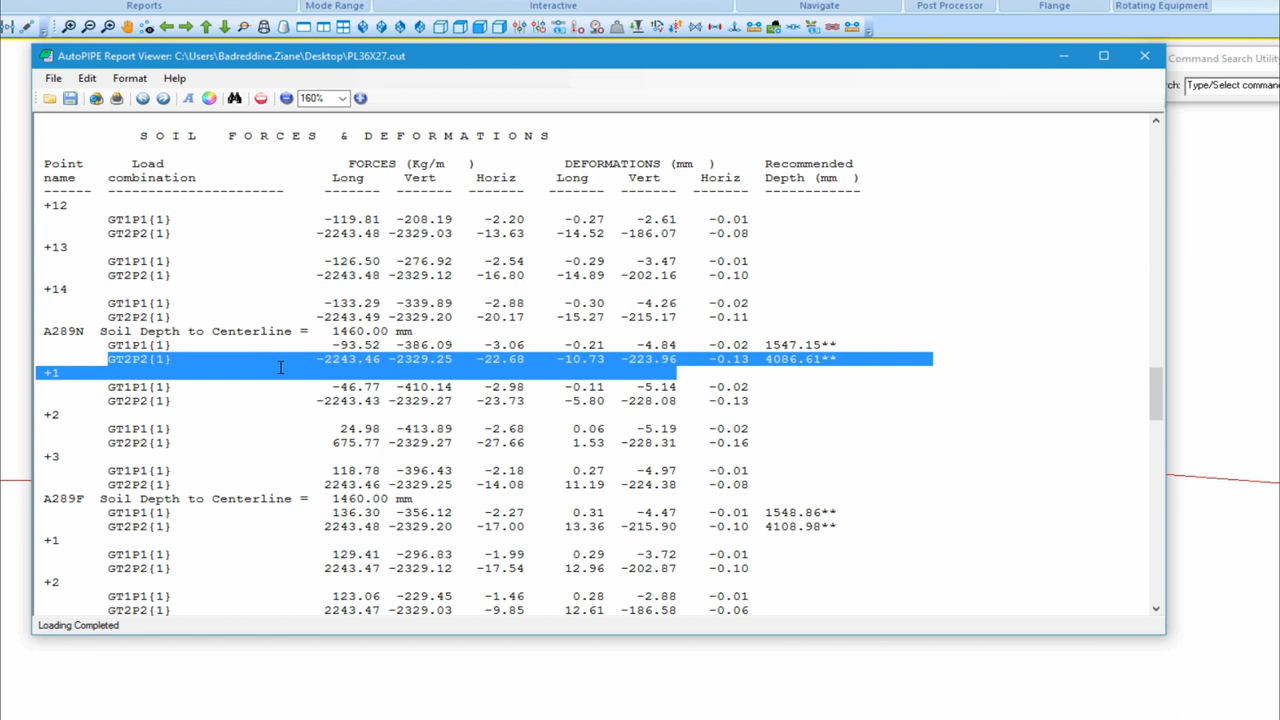 Reports Mode Range Interactive Navigate Post Processor Flange Rotating Equipment
AutoPIPE Report Viewer: C:\Users\Badreddine.Ziane\Desktop\PL36X27.out
Command Search Utility
File Edit Format Help
160%
ch: Type/Select command
S O I L F O R C E S & D E F O R M A T I O N S
Point Load FORCES (Kg/m ) DEFORMATIONS (mm ) Recommended
name combination Long Vert Horiz Long Vert Horiz Depth (mm )
------ ----------------------- ------- ------- ------- ------- ------- ------- ------------
+12
GT1P1{1} -119.81 -208.19 -2.20 -0.27 -2.61 -0.01
GT2P2{1} -2243.48 -2329.03 -13.63 -14.52 -186.07 -0.08
+13
GT1P1{1} -126.50 -276.92 -2.54 -0.29 -3.47 -0.01
GT2P2{1} -2243.48 -2329.12 -16.80 -14.89 -202.16 -0.10
+14
GT1P1{1} -133.29 -339.89 -2.88 -0.30 -4.26 -0.02
GT2P2{1} -2243.49 -2329.20 -20.17 -15.27 -215.17 -0.11
A289N Soil Depth to Centerline = 1460.00 mm
GT1P1{1} -93.52 -386.09 -3.06 -0.21 -4.84 -0.02 1547.15**
GT2P2{1} -2243.46 -2329.25 -22.68 -10.73 -223.96 -0.13 4086.61**
+1
GT1P1{1} -46.77 -410.14 -2.98 -0.11 -5.14 -0.02
GT2P2{1} -2243.43 -2329.27 -23.73 -5.80 -228.08 -0.13
+2
GT1P1{1} 24.98 -413.89 -2.68 0.06 -5.19 -0.02
GT2P2{1} 675.77 -2329.27 -27.66 1.53 -228.31 -0.16
+3
GT1P1{1} 118.78 -396.43 -2.18 0.27 -4.97 -0.01
GT2P2{1} 2243.48 -2329.26 -14.08 11.19 -224.38 -0.08
A289F Soil Depth to Centerline = 1460.00 mm
GT1P1{1} 136.30 -356.12 -2.27 0.31 -4.47 -0.01 1548.86**
GT2P2{1} 2243.48 -2329.20 -17.00 13.36 -215.90 -0.10 4108.98**
+1
GT1P1{1} 129.41 -296.83 -1.99 0.29 -3.72 -0.01
GT2P2{1} 2243.47 -2329.12 -17.54 12.96 -202.87 -0.10
+2
GT1P1{1} 123.06 -229.45 -1.46 0.28 -2.88 -0.01
GT2P2{1} 2243.47 -2329.03 -9.85 12.61 -186.58 -0.06
Loading Completed